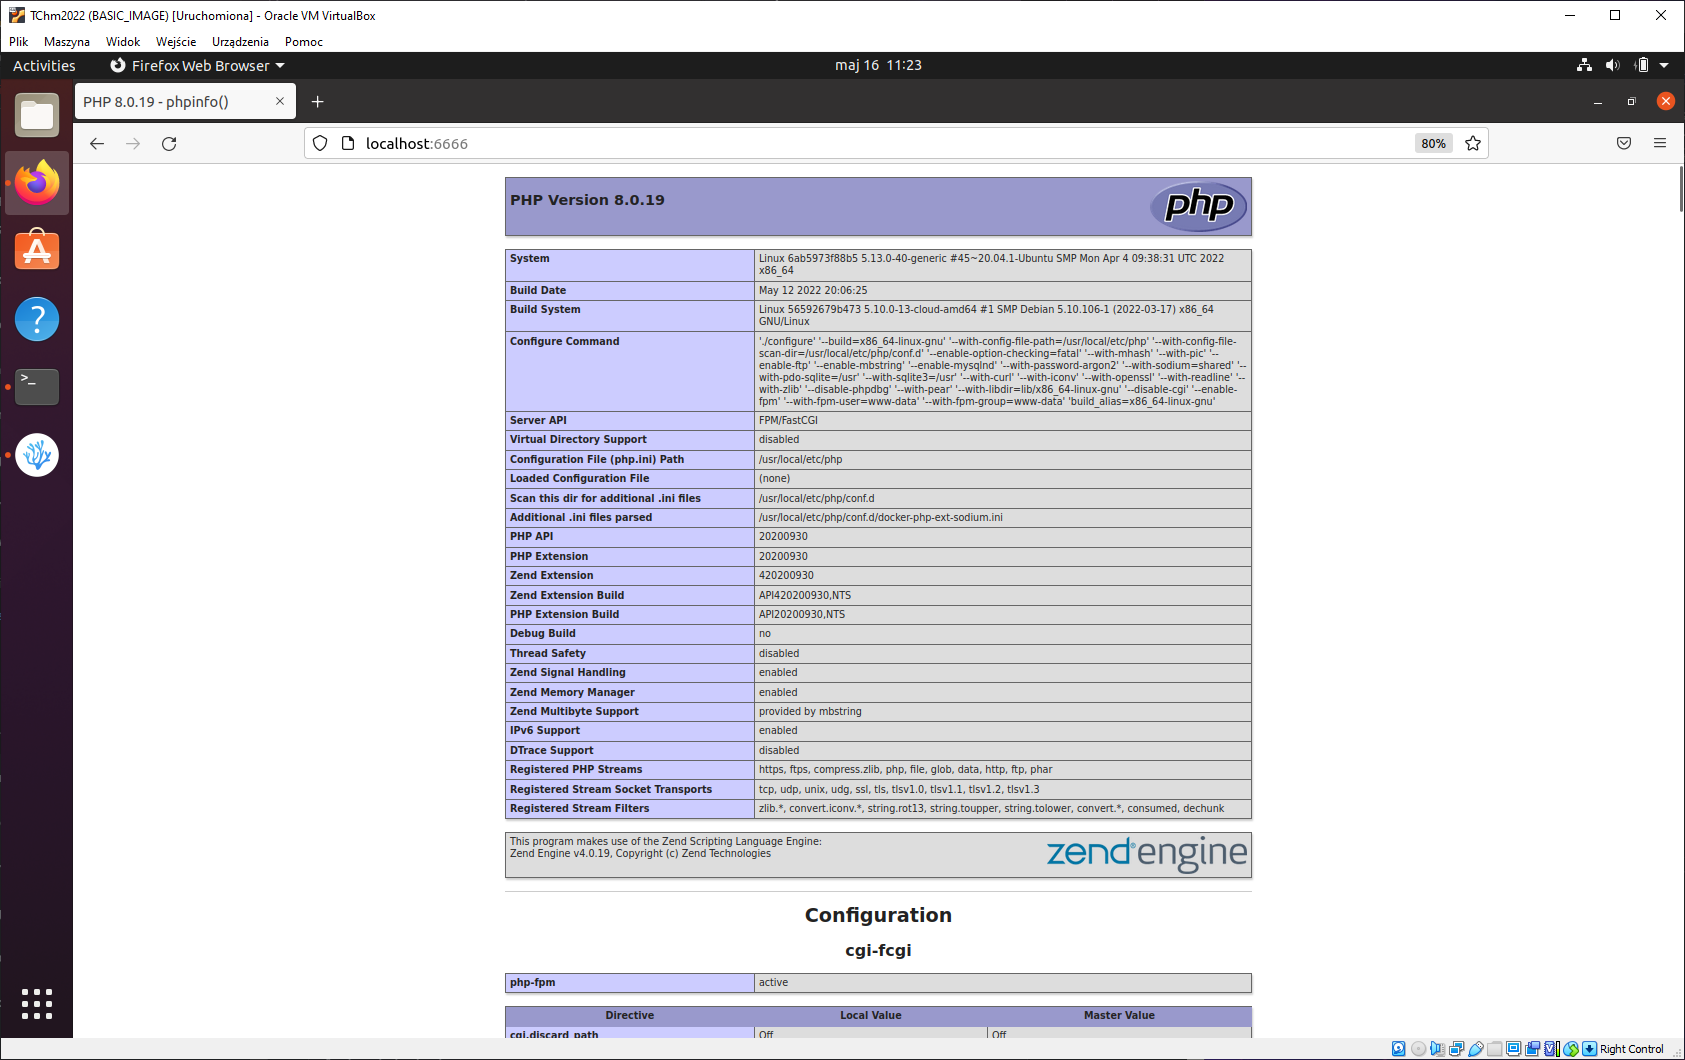 TChm2022 (BASIC_IMAGE) [Uruchomiona] - Oracle VM VirtualBox
Plik Maszyna Widok Wejście Urządzenia Pomoc
Activities Firefox Web Browser maj 16 11:23
PHP 8.0.19 - phpinfo()
localhost:6666 80%
PHP Version 8.0.19
php
System Linux 6ab5973f88b5 5.13.0-40-generic #45~20.04.1-Ubuntu SMP Mon Apr 4 09:38:31 UTC 2022
x86_64
Build Date May 12 2022 20:06:25
Build System Linux 56592679b473 5.10.0-13-cloud-amd64 #1 SMP Debian 5.10.106-1 (2022-03-17) x86_64
GNU/Linux
Configure Command './configure' '--build=x86_64-linux-gnu' '--with-config-file-path=/usr/local/etc/php' '--with-config-file-
scan-dir=/usr/local/etc/php/conf.d' '--enable-option-checking=fatal' '--with-mhash' '--with-pic' '--
enable-ftp' '--enable-mbstring' '--enable-mysqlnd' '--with-password-argon2' '--with-sodium=shared' '--
with-pdo-sqlite=/usr' '--with-sqlite3=/usr' '--with-curl' '--with-iconv' '--with-openssl' '--with-readline' '--
with-zlib' '--disable-phpdbg' '--with-pear' '--with-libdir=lib/x86_64-linux-gnu' '--disable-cgi' '--enable-
fpm' '--with-fpm-user=www-data' '--with-fpm-group=www-data' 'build_alias=x86_64-linux-gnu'
Server API FPM/FastCGI
Virtual Directory Support disabled
Configuration File (php.ini) Path /usr/local/etc/php
Loaded Configuration File (none)
Scan this dir for additional .ini files /usr/local/etc/php/conf.d
Additional .ini files parsed /usr/local/etc/php/conf.d/docker-php-ext-sodium.ini
PHP API 20200930
PHP Extension 20200930
Zend Extension 420200930
Zend Extension Build API420200930,NTS
PHP Extension Build API20200930,NTS
Debug Build no
Thread Safety disabled
Zend Signal Handling enabled
Zend Memory Manager enabled
Zend Multibyte Support provided by mbstring
IPv6 Support enabled
DTrace Support disabled
Registered PHP Streams https, ftps, compress.zlib, php, file, glob, data, http, ftp, phar
Registered Stream Socket Transports tcp, udp, unix, udg, ssl, tls, tlsv1.0, tlsv1.1, tlsv1.2, tlsv1.3
Registered Stream Filters zlib.*, convert.iconv.*, string.rot13, string.toupper, string.tolower, convert.*, consumed, dechunk
This program makes use of the Zend Scripting Language Engine:
Zend Engine v4.0.19, Copyright (c) Zend Technologies
zend engine
Configuration
cgi-fcgi
php-fpm active
Directive Local Value Master Value
cgi.discard_path Off Off
Right Control